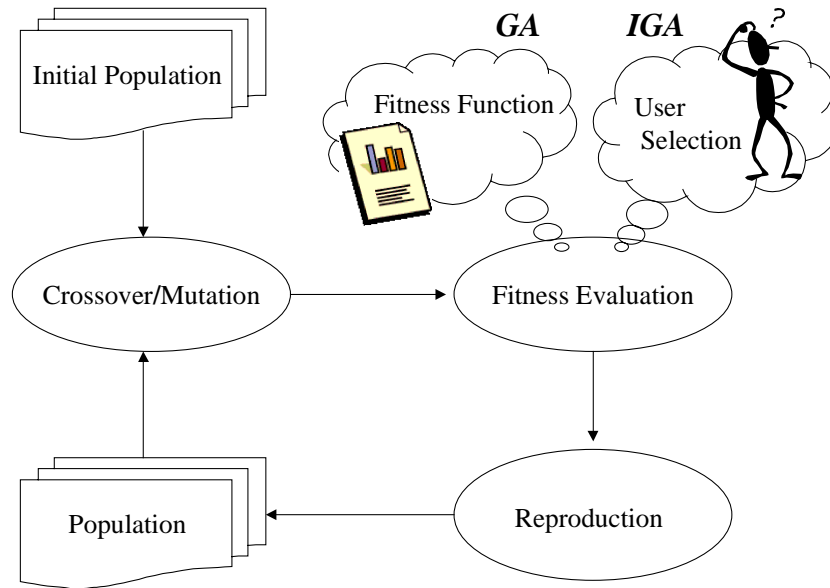 GA
IGA
Initial Population
Fitness Function
User
Selection
?
Crossover/Mutation
Fitness Evaluation
Population
Reproduction